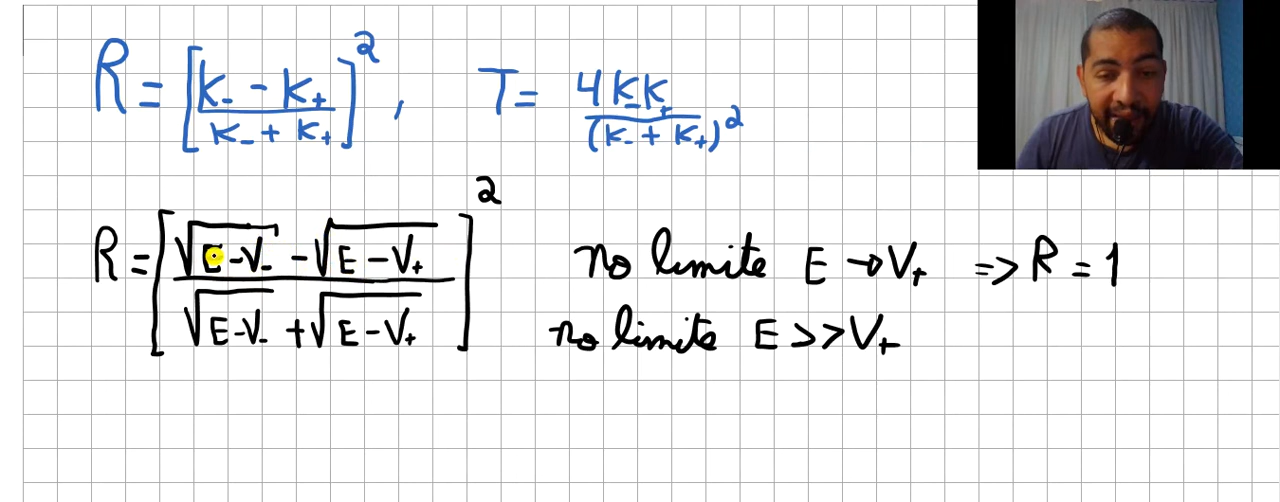 R = [K₋ - K₊ / K₋ + K₊]², T = 4K₋K₊ / (K₋ + K₊)²
R = [√E-V₋ - √E-V₊ / √E-V₋ + √E-V₊]² no limite E → V₊ ⇒ R = 1
no limite E >> V₊